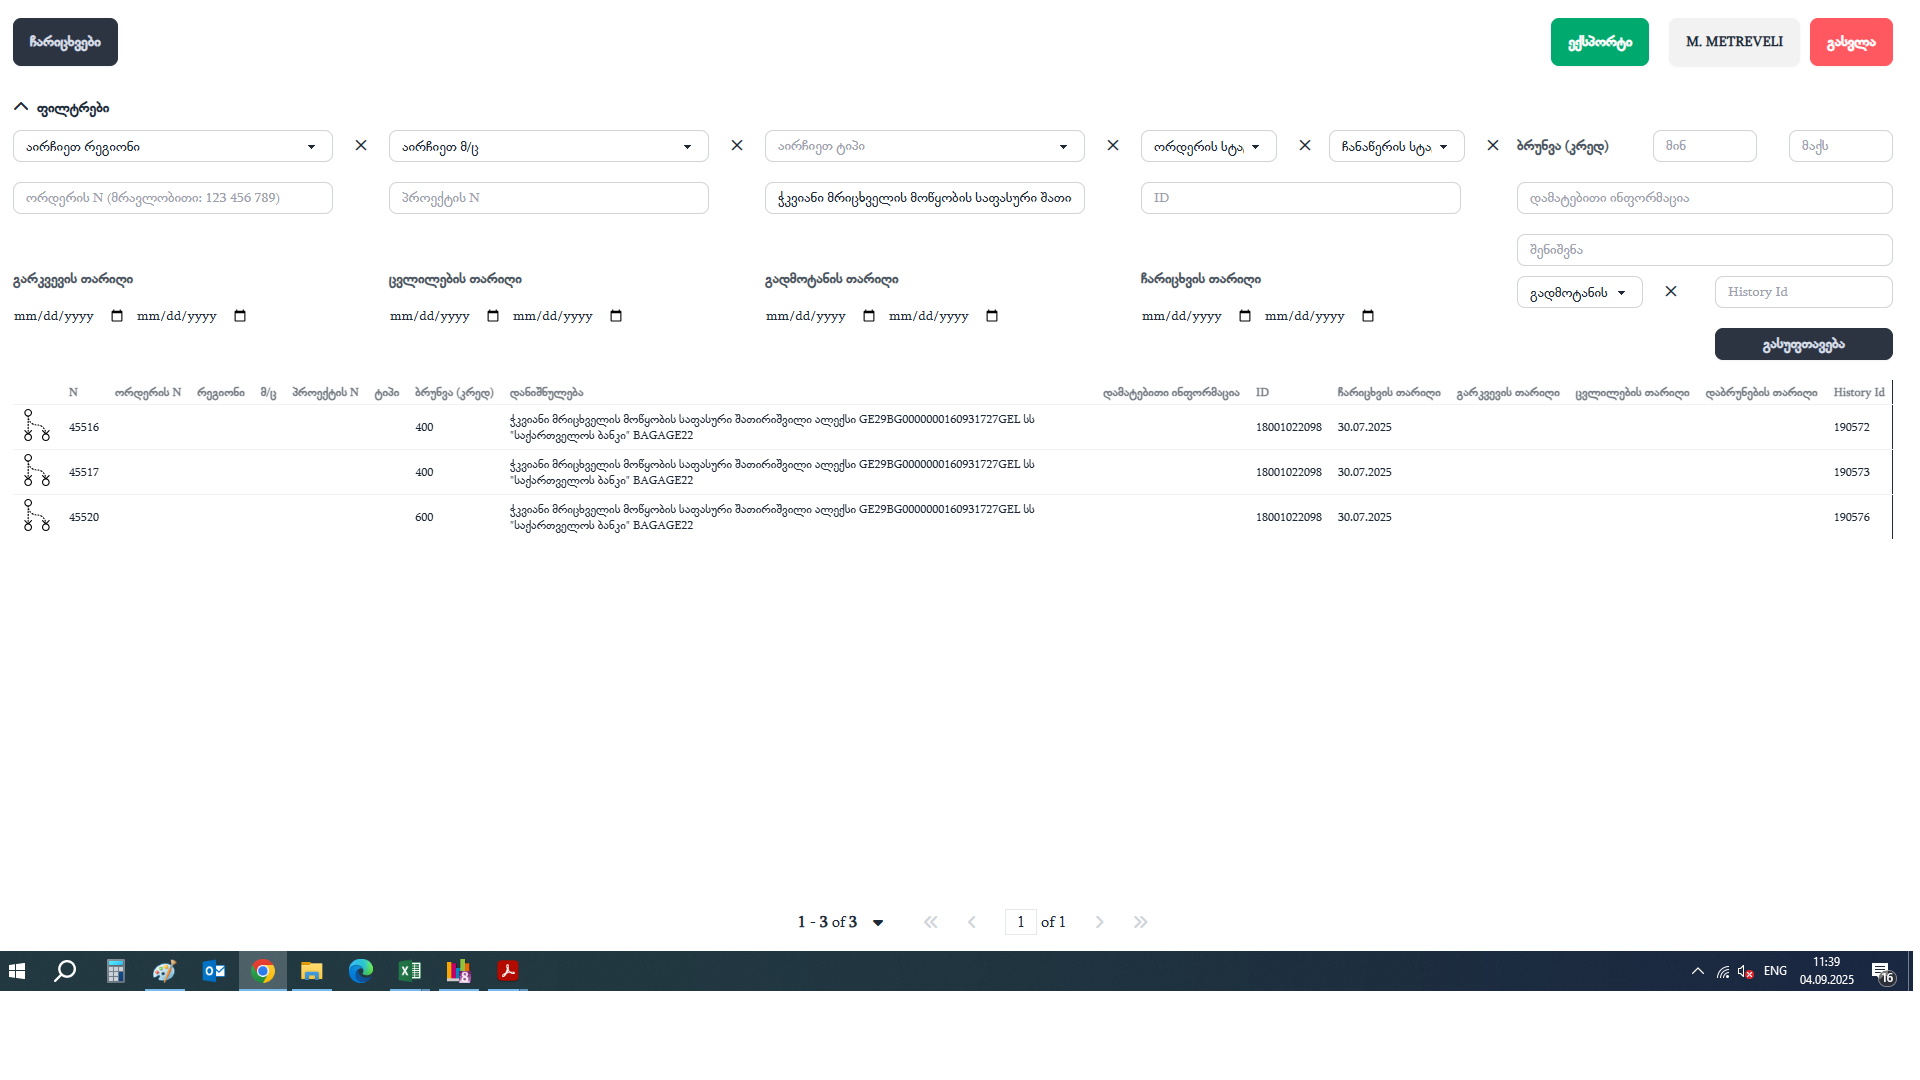 ჩარიცხვები
ექსპორტი
M. METREVELI
გასვლა
ფილტრები
აირჩიეთ რეგიონი
აირჩიეთ მ/ც
აირჩიეთ ტიპი
ორდერის სტა
ჩანაწერის სტა
ბრუნვა (კრედ)
მინ
მაქს
ორდერის N (მრავლობითი: 123 456 789)
პროექტის N
ჭკვიანი მრიცხველის მოწყობის საფასური შათი
ID
დამატებითი ინფორმაცია
შენიშვნა
გარკვევის თარიღი
ცვლილების თარიღი
გადმოტანის თარიღი
ჩარიცხვის თარიღი
გადმოტანის
History Id
mm/dd/yyyy mm/dd/yyyy
mm/dd/yyyy mm/dd/yyyy
mm/dd/yyyy mm/dd/yyyy
mm/dd/yyyy mm/dd/yyyy
გასუფთავება
N ორდერის N რეგიონი მ/ც პროექტის N ტიპი ბრუნვა (კრედ) დანიშნულება დამატებითი ინფორმაცია ID ჩარიცხვის თარიღი გარკვევის თარიღი ცვლილების თარიღი დაბრუნების თარიღი History Id
45516 400 ჭკვიანი მრიცხველის მოწყობის საფასური შათირიშვილი ალექსი GE29BG0000000160931727GEL სს
"საქართველოს ბანკი" BAGAGE22 18001022098 30.07.2025 190572
45517 400 ჭკვიანი მრიცხველის მოწყობის საფასური შათირიშვილი ალექსი GE29BG0000000160931727GEL სს
"საქართველოს ბანკი" BAGAGE22 18001022098 30.07.2025 190573
45520 600 ჭკვიანი მრიცხველის მოწყობის საფასური შათირიშვილი ალექსი GE29BG0000000160931727GEL სს
"საქართველოს ბანკი" BAGAGE22 18001022098 30.07.2025 190576
1 - 3 of 3
1 of 1
ENG
11:39
04.09.2025
16